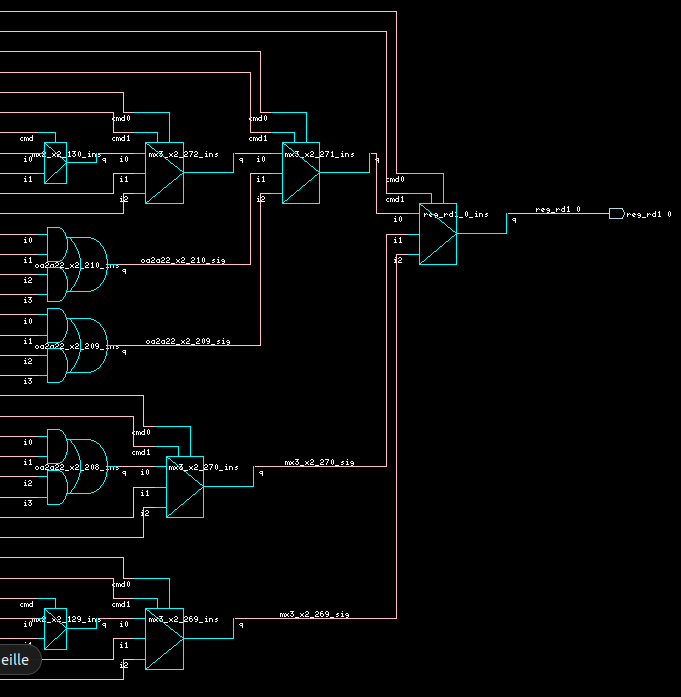 cmd0
cmd0
cmd
cmd1
cmd1
mx2_x2_130_ins
mx3_x2_272_ins
mx3_x2_271_ins
i0
q
i0
q
i0
q
i1
i1
i1
cmd0
i2
i2
cmd1
reg_rd1_0_ins
reg_rd1 0
reg_rd1 0
i0
q
i0
i1
i1
oa2a22_x2_210_sig
i2
oa2a22_x2_210_ins
q
i2
i3
i0
i1
oa2a22_x2_209_sig
oa2a22_x2_209_ins
q
i2
i3
cmd0
i0
cmd1
i1
mx3_x2_270_sig
oa2a22_x2_208_ins
mx3_x2_270_ins
q
i0
q
i2
i1
i3
i2
cmd0
cmd
cmd1
mx3_x2_269_sig
mx2_x2_129_ins
mx3_x2_269_ins
i0
q
i0
q
i1
i1
eille
i2